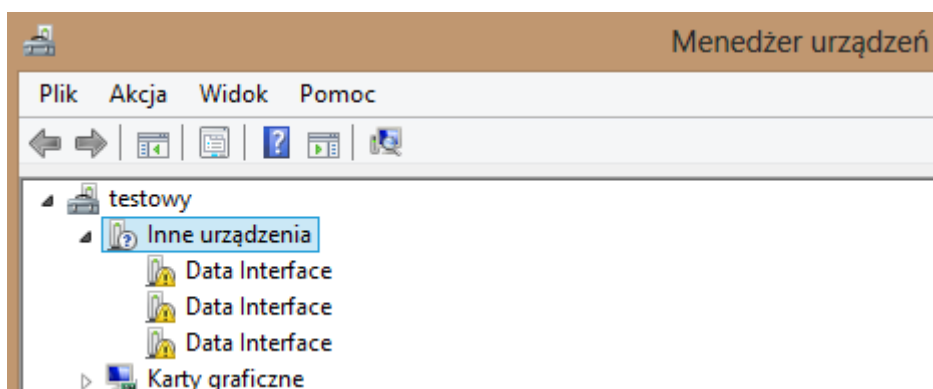 Menedżer urządzeń
Plik Akcja Widok Pomoc
testowy
Inne urządzenia
Data Interface
Data Interface
Data Interface
Karty graficzne